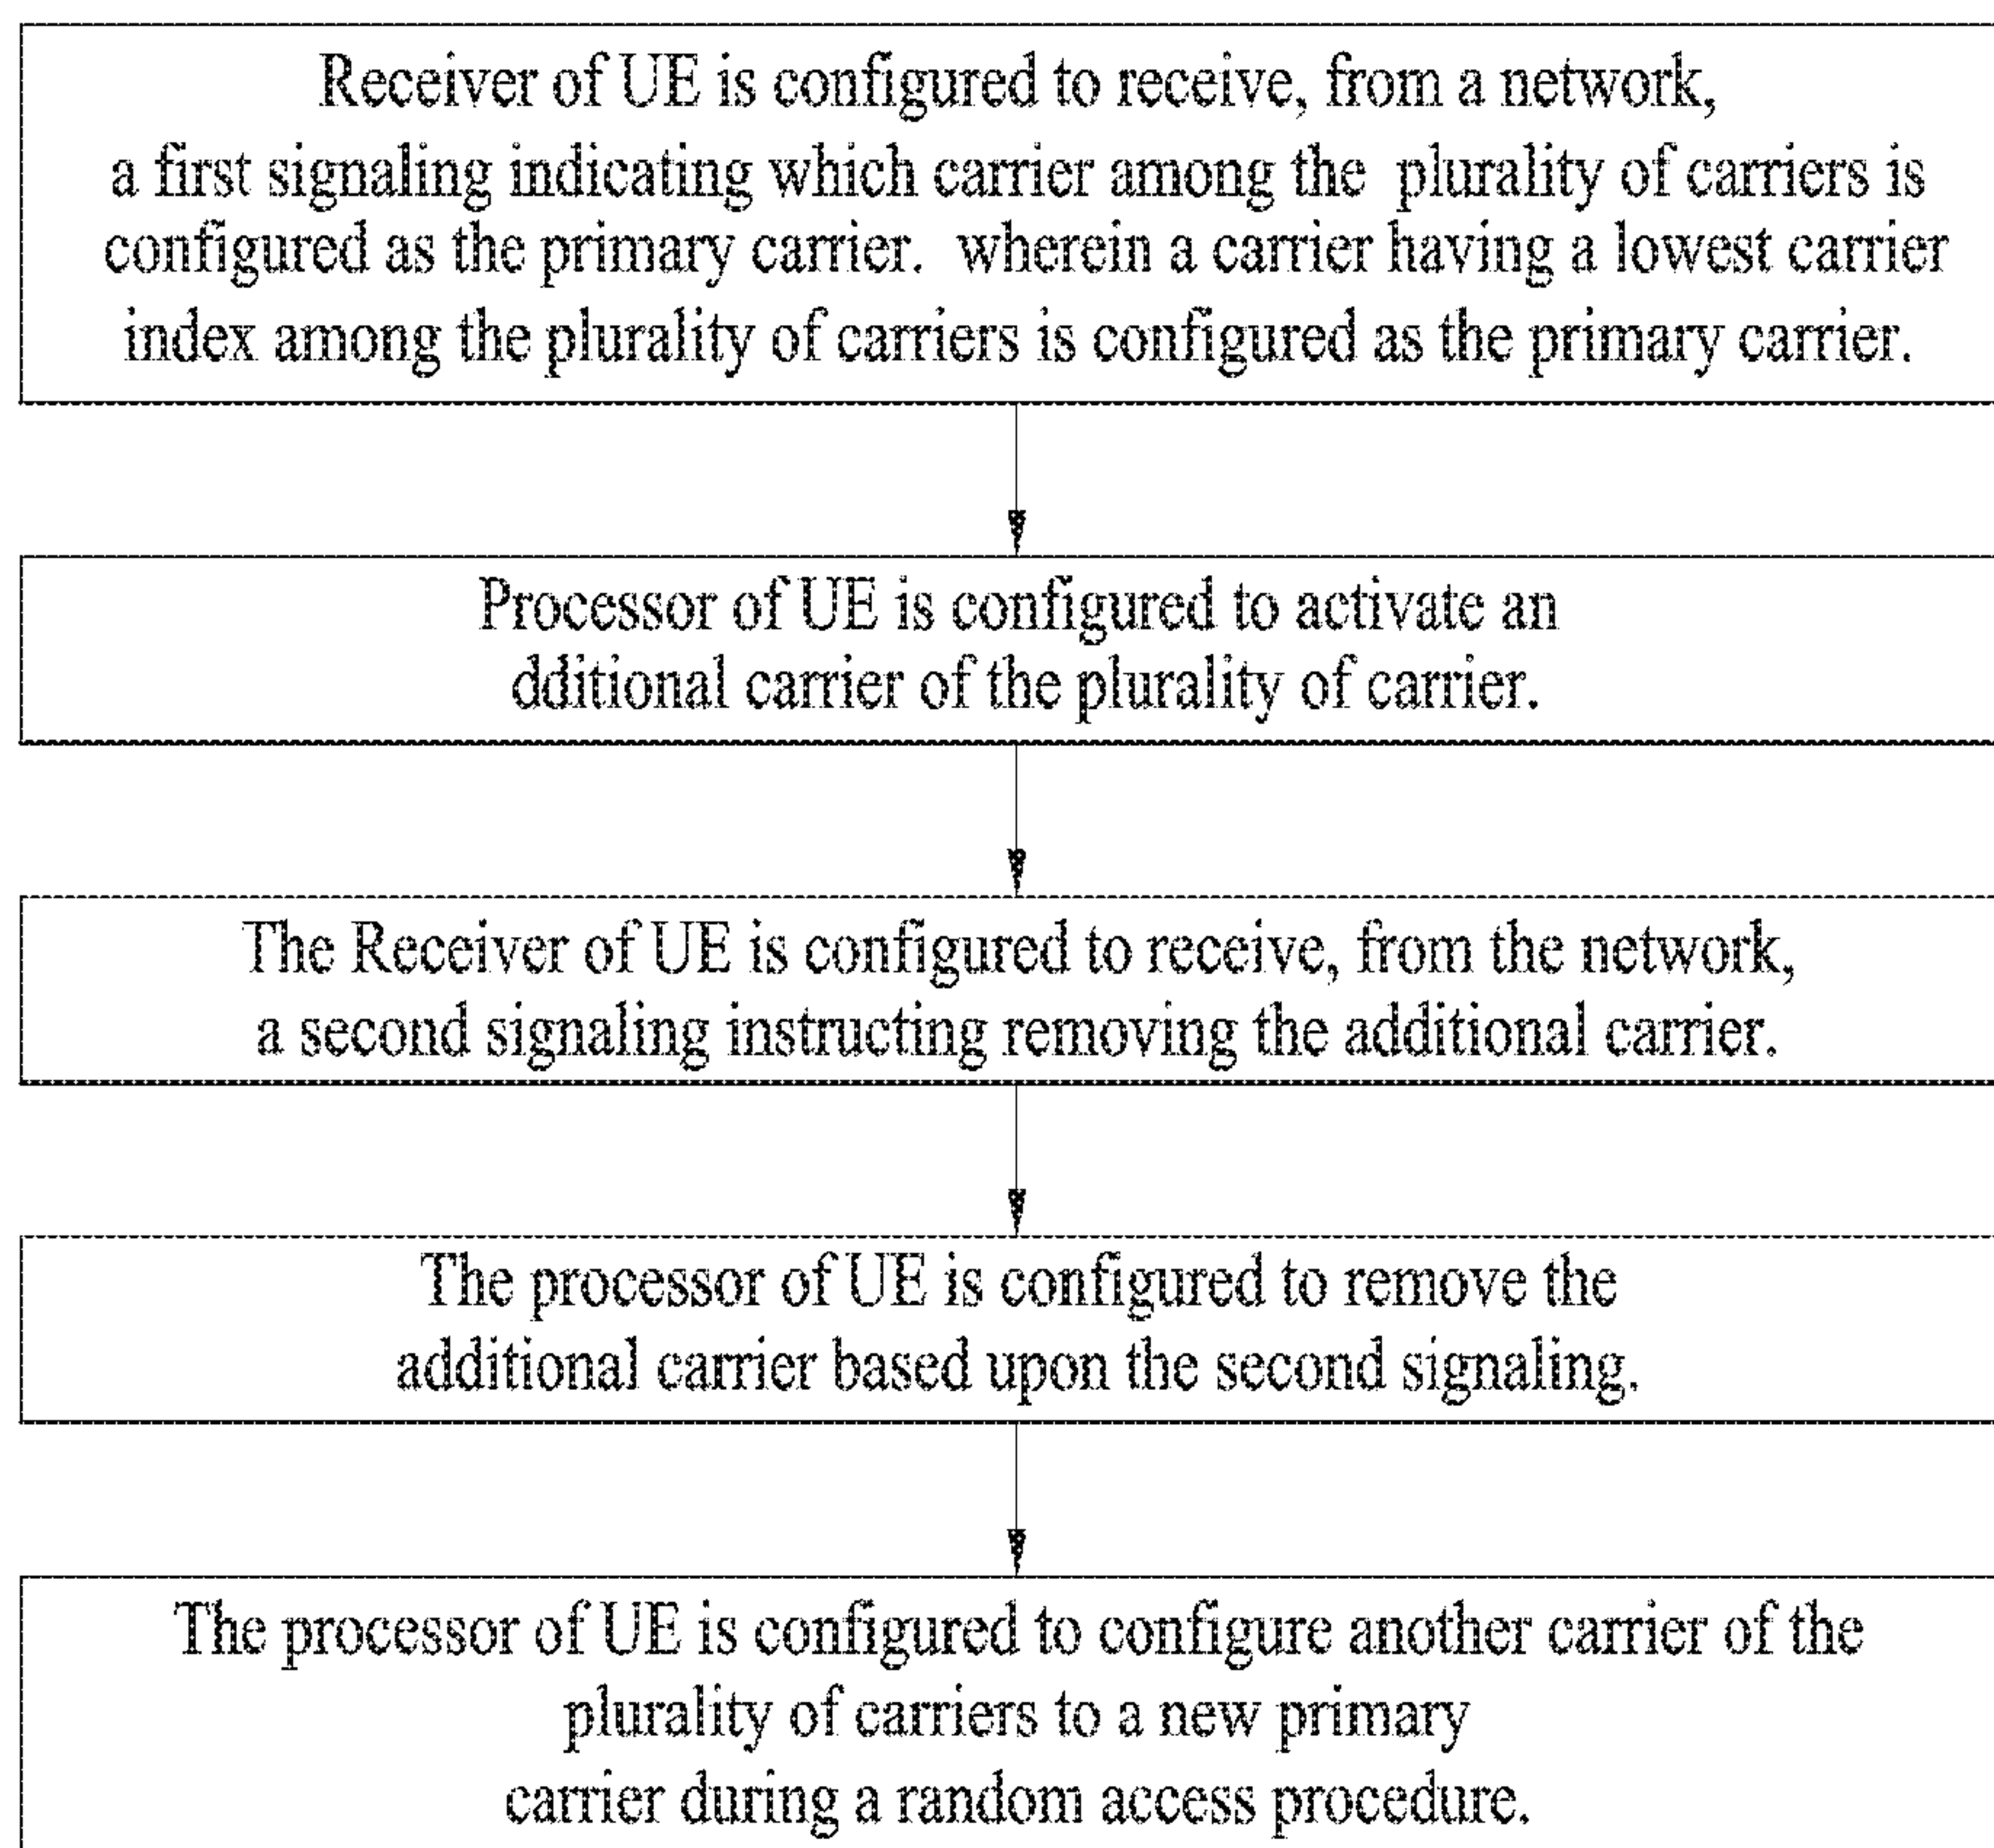 Receiver of UE is configured to receive, from a network,
a first signaling indicating which carrier among the plurality of carriers is
configured as the primary carrier. wherein a carrier having a lowest carrier
index among the plurality of carriers is configured as the primary carrier.
Processor of UE is configured to activate an
dditional carrier of the plurality of carrier.
The Receiver of UE is configured to receive, from the network,
a second signaling instructing removing the additional carrier.
The processor of UE is configured to remove the
additional carrier based upon the second signaling.
The processor of UE is configured to configure another carrier of the
plurality of carriers to a new primary
carrier during a random access procedure.